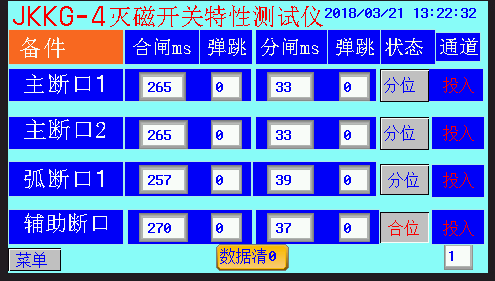 JKKG-4灭磁开关特性测试仪 2018/03/21 13:22:32
备件 合闸ms 弹跳 分闸ms 弹跳 状态 通道
主断口1 265 0 33 0 分位 投入
主断口2 265 0 33 0 分位 投入
弧断口1 257 0 39 0 分位 投入
辅助断口 270 0 37 0 合位 投入
菜单 数据清0 1